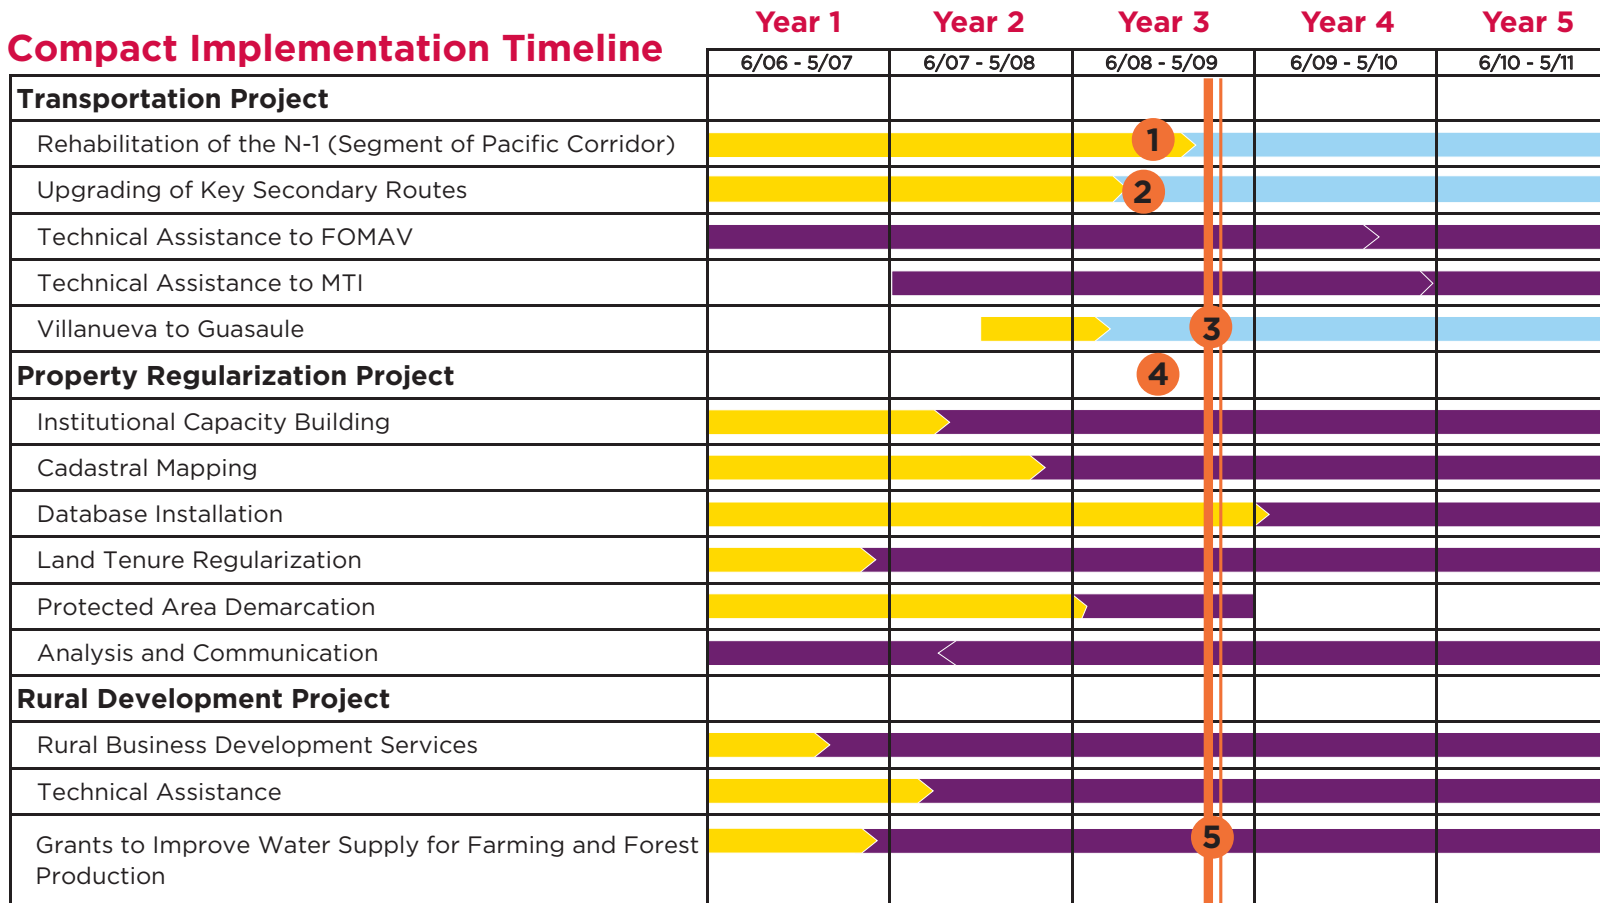 Year 1 Year 2 Year 3 Year 4 Year 5
Compact Implementation Timeline
6/06 - 5/07 6/07 - 5/08 6/08 - 5/09 6/09 - 5/10 6/10 - 5/11
Transportation Project
Rehabilitation of the N-1 (Segment of Pacific Corridor) 1
Upgrading of Key Secondary Routes 2
Technical Assistance to FOMAV
Technical Assistance to MTI
Villanueva to Guasaule 3
Property Regularization Project 4
Institutional Capacity Building
Cadastral Mapping
Database Installation
Land Tenure Regularization
Protected Area Demarcation
Analysis and Communication
Rural Development Project
Rural Business Development Services
Technical Assistance
Grants to Improve Water Supply for Farming and Forest 5
Production